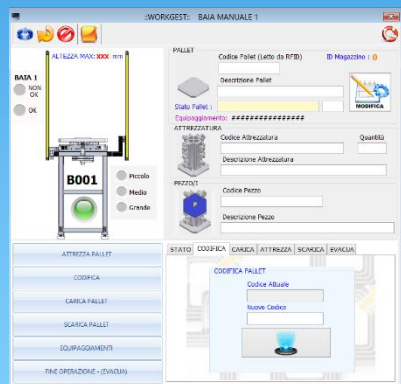 ::WORKGEST:: BAIA MANUALE 1
ALTEZZA MAX:XXX mm
BAIA 1
NON OK
OK
B001
Piccolo
Medio
Grande
ATTREZZA PALLET
CODIFICA
CARICA PALLET
SCARICA PALLET
EQUIPAGGIAMENTI
FINE OPERAZIONE - (EVACUA)
PALLET
Codice Pallet (Letto da RFID)
ID Magazzino : 0
Descrizione Pallet
Stato Pallet :
MODIFICA
Equipaggiamento: ################
ATTREZZATURA
Codice Attrezzatura
Quantità
Descrizione Attrezzatura
PEZZO/I
P
Codice Pezzo
Descrizione Pezzo
STATO CODIFICA CARICA ATTREZZA SCARICA EVACUA
CODIFICA PALLET
Codice Attuale
Nuovo Codice